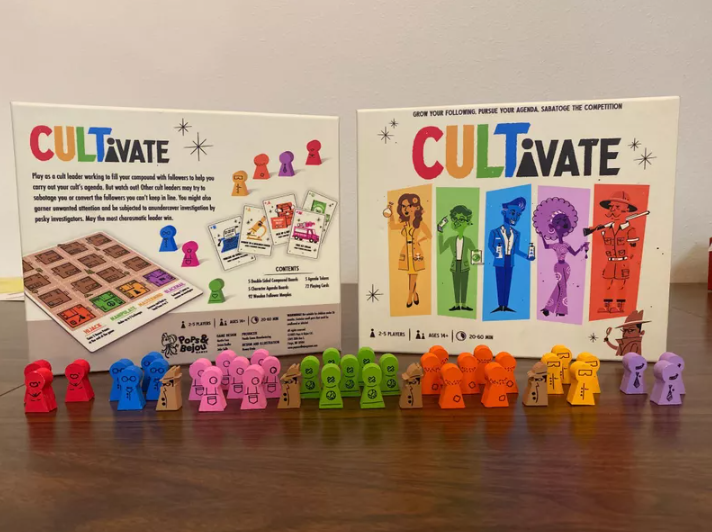 CULTiVATE
Play as a cult leader working to fill your compound with followers to help you
carry out your cult's agenda. But watch out! Other cult leaders may try to
sabotage you or convert the followers you can't keep in line. You might also
garner unwanted attention and be subjected to an undercover investigation by
pesky investigators. May the most charismatic leader win.
CONTENTS
5 Double-Sided Compound Boards
5 Character Agenda Boards
92 Wooden Follower Meeples
5 Agenda Tokens
72 Playing Cards
2-5 PLAYERS
AGES 14+
20-60 MIN
POPS &
Bejou
GROW YOUR FOLLOWING, PURSUE YOUR AGENDA, SABATOGE THE COMPETITION
CULTiVATE
2-5 PLAYERS
AGES 14+
20-60 MIN